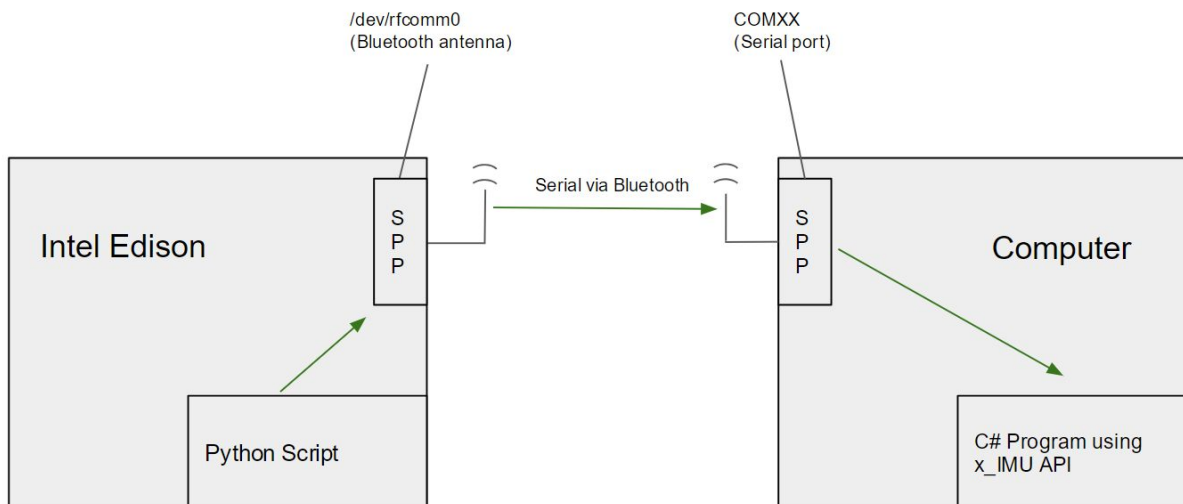 /dev/rfcomm0
(Bluetooth antenna)
COMXX
(Serial port)
Serial via Bluetooth
S
P
P
S
P
P
Intel Edison
Computer
Python Script
C# Program using
x_IMU API